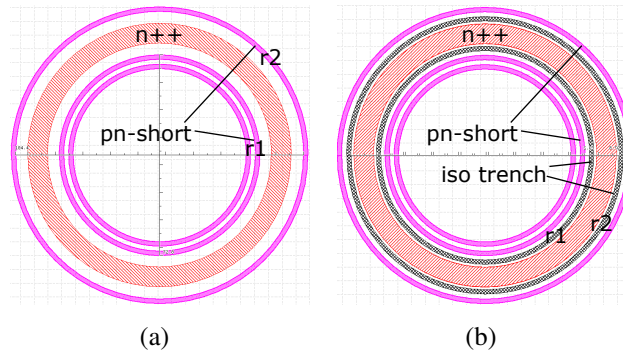 n++
r2
pn-short
r1
(a)
n++
pn-short
iso trench
r1
r2
(b)